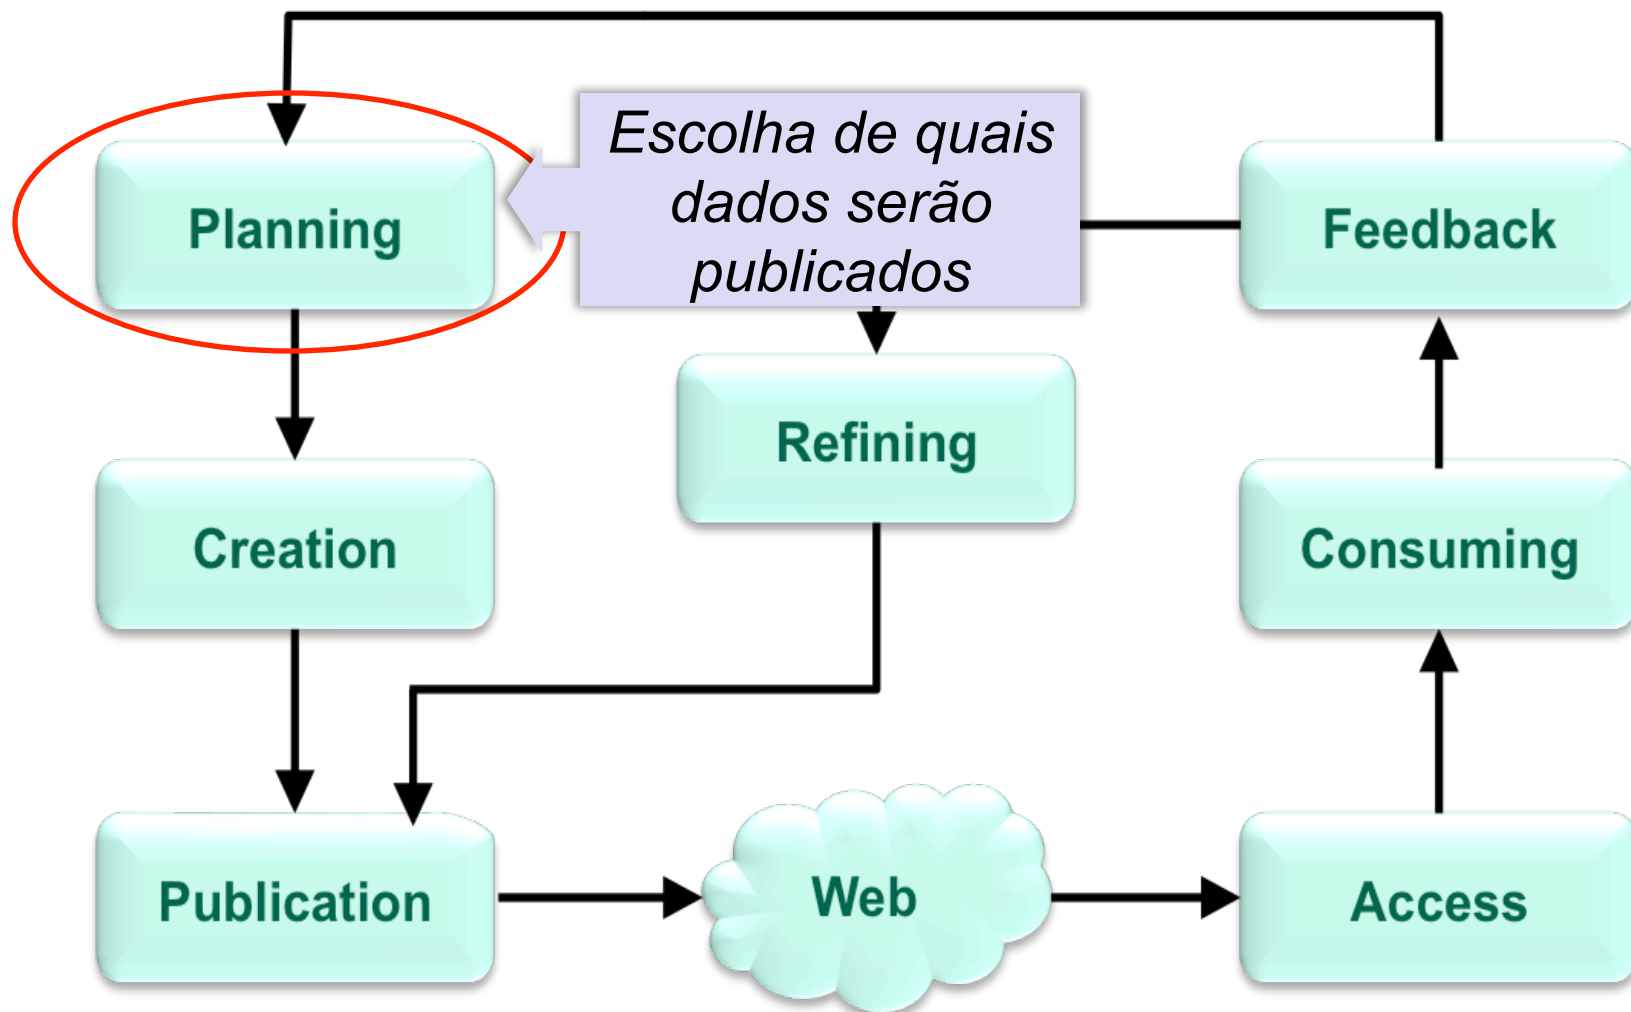 Escolha de quais
dados serão
publicados
Planning
Feedback
Refining
Creation
Consuming
Publication
Web
Access